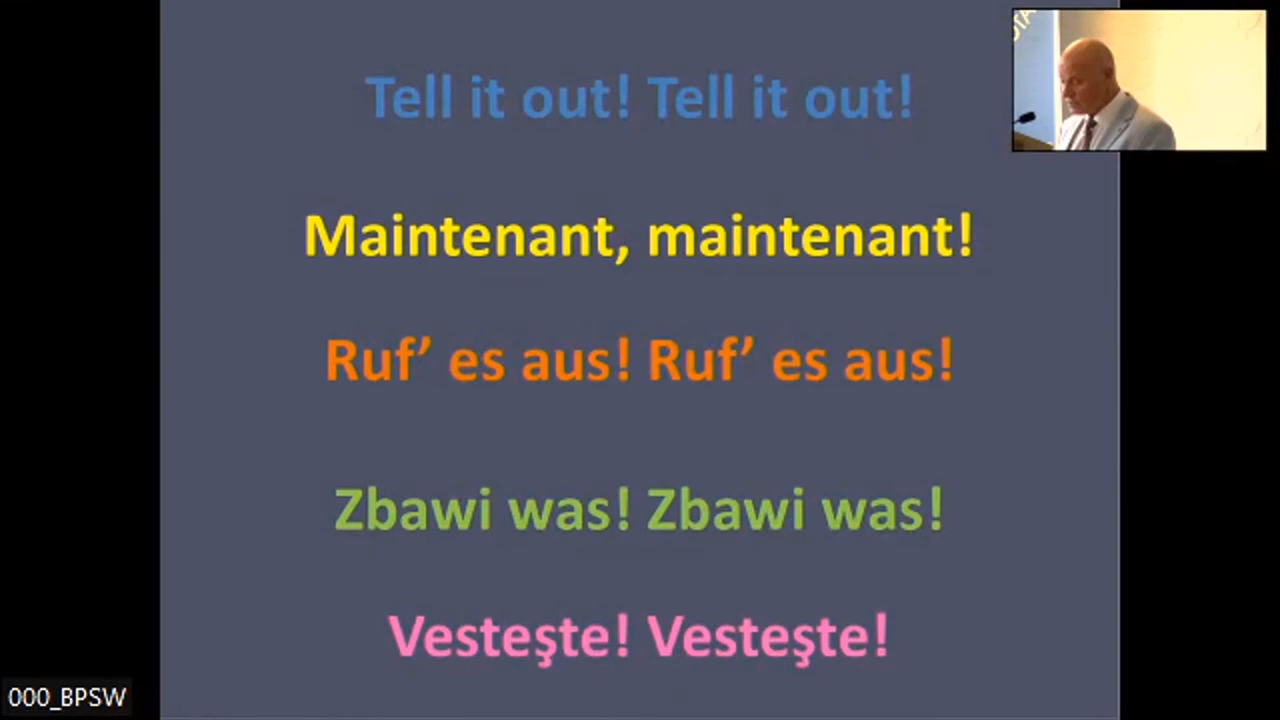 Tell it out! Tell it out!
Maintenant, maintenant!
Ruf’ es aus! Ruf’ es aus!
Zbawi was! Zbawi was!
Vesteşte! Vesteşte!
000_BPSW